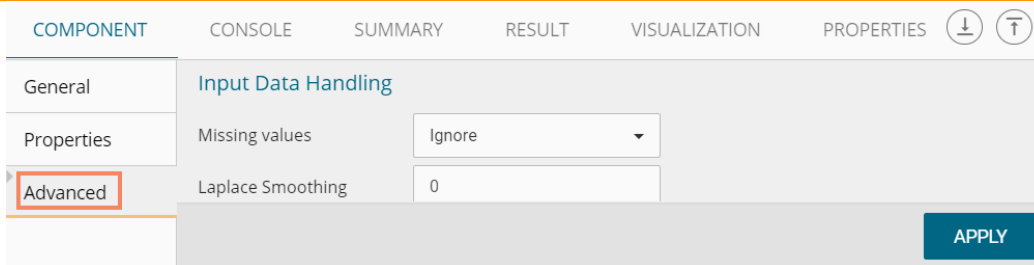 COMPONENT CONSOLE SUMMARY RESULT VISUALIZATION PROPERTIES
General
Input Data Handling
Properties
Missing values Ignore
Advanced
Laplace Smoothing 0
APPLY